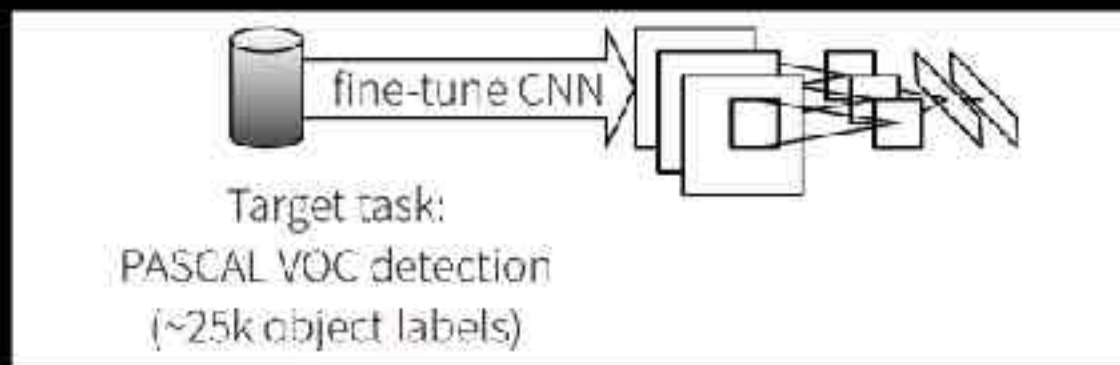 fine-tune CNN
Target task:
PASCAL VOC detection
(~25k object labels)